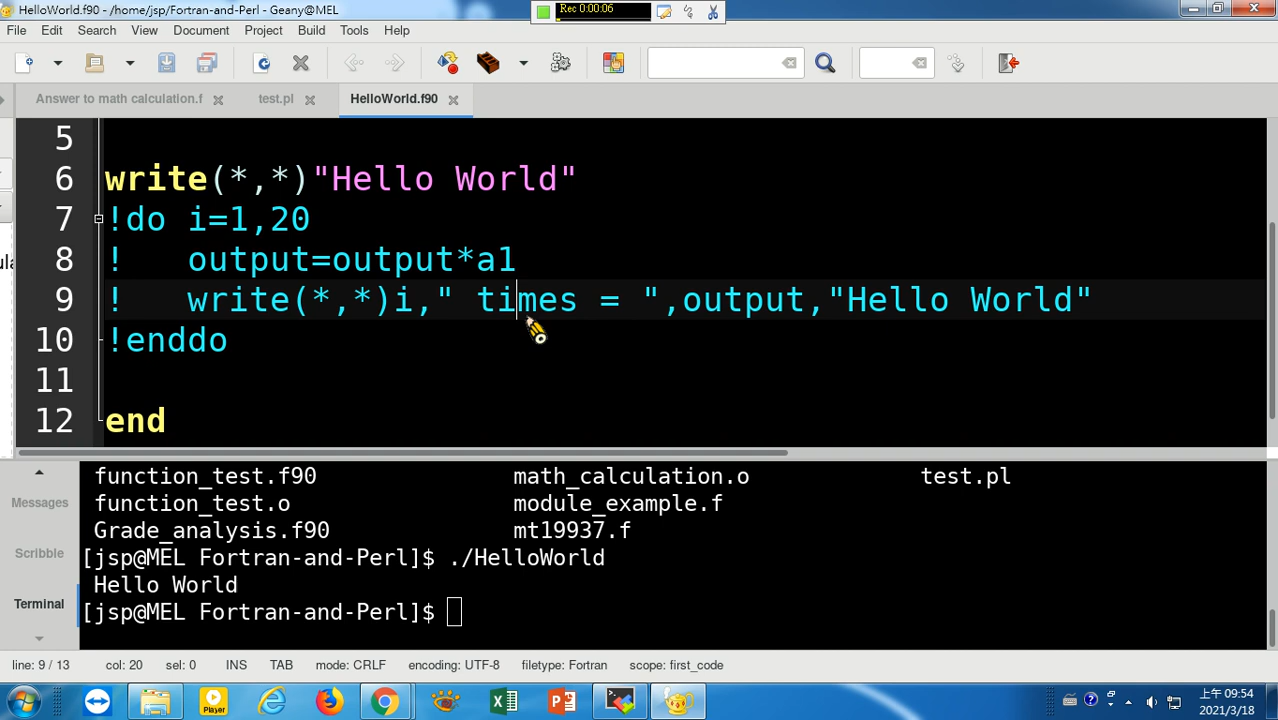 HelloWorld.f90 - /home/jsp/Fortran-and-Perl - Geany@MEL
Rec 0:00:06
File Edit Search View Document Project Build Tools Help
Answer to math calculation.f test.pl HelloWorld.f90
5
6 write(*,*)"Hello World"
7 !do i=1,20
8 !   output=output*a1
9 !   write(*,*)i," times = ",output,"Hello World"
10 !enddo
11
12 end
Messages
Scribble
Terminal
function_test.f90 math_calculation.o test.pl
function_test.o module_example.f
Grade_analysis.f90 mt19937.f
[jsp@MEL Fortran-and-Perl]$ ./HelloWorld
Hello World
[jsp@MEL Fortran-and-Perl]$
line: 9 / 13 col: 20 sel: 0 INS TAB mode: CRLF encoding: UTF-8 filetype: Fortran scope: first_code
Player
上午 09:54
2021/3/18